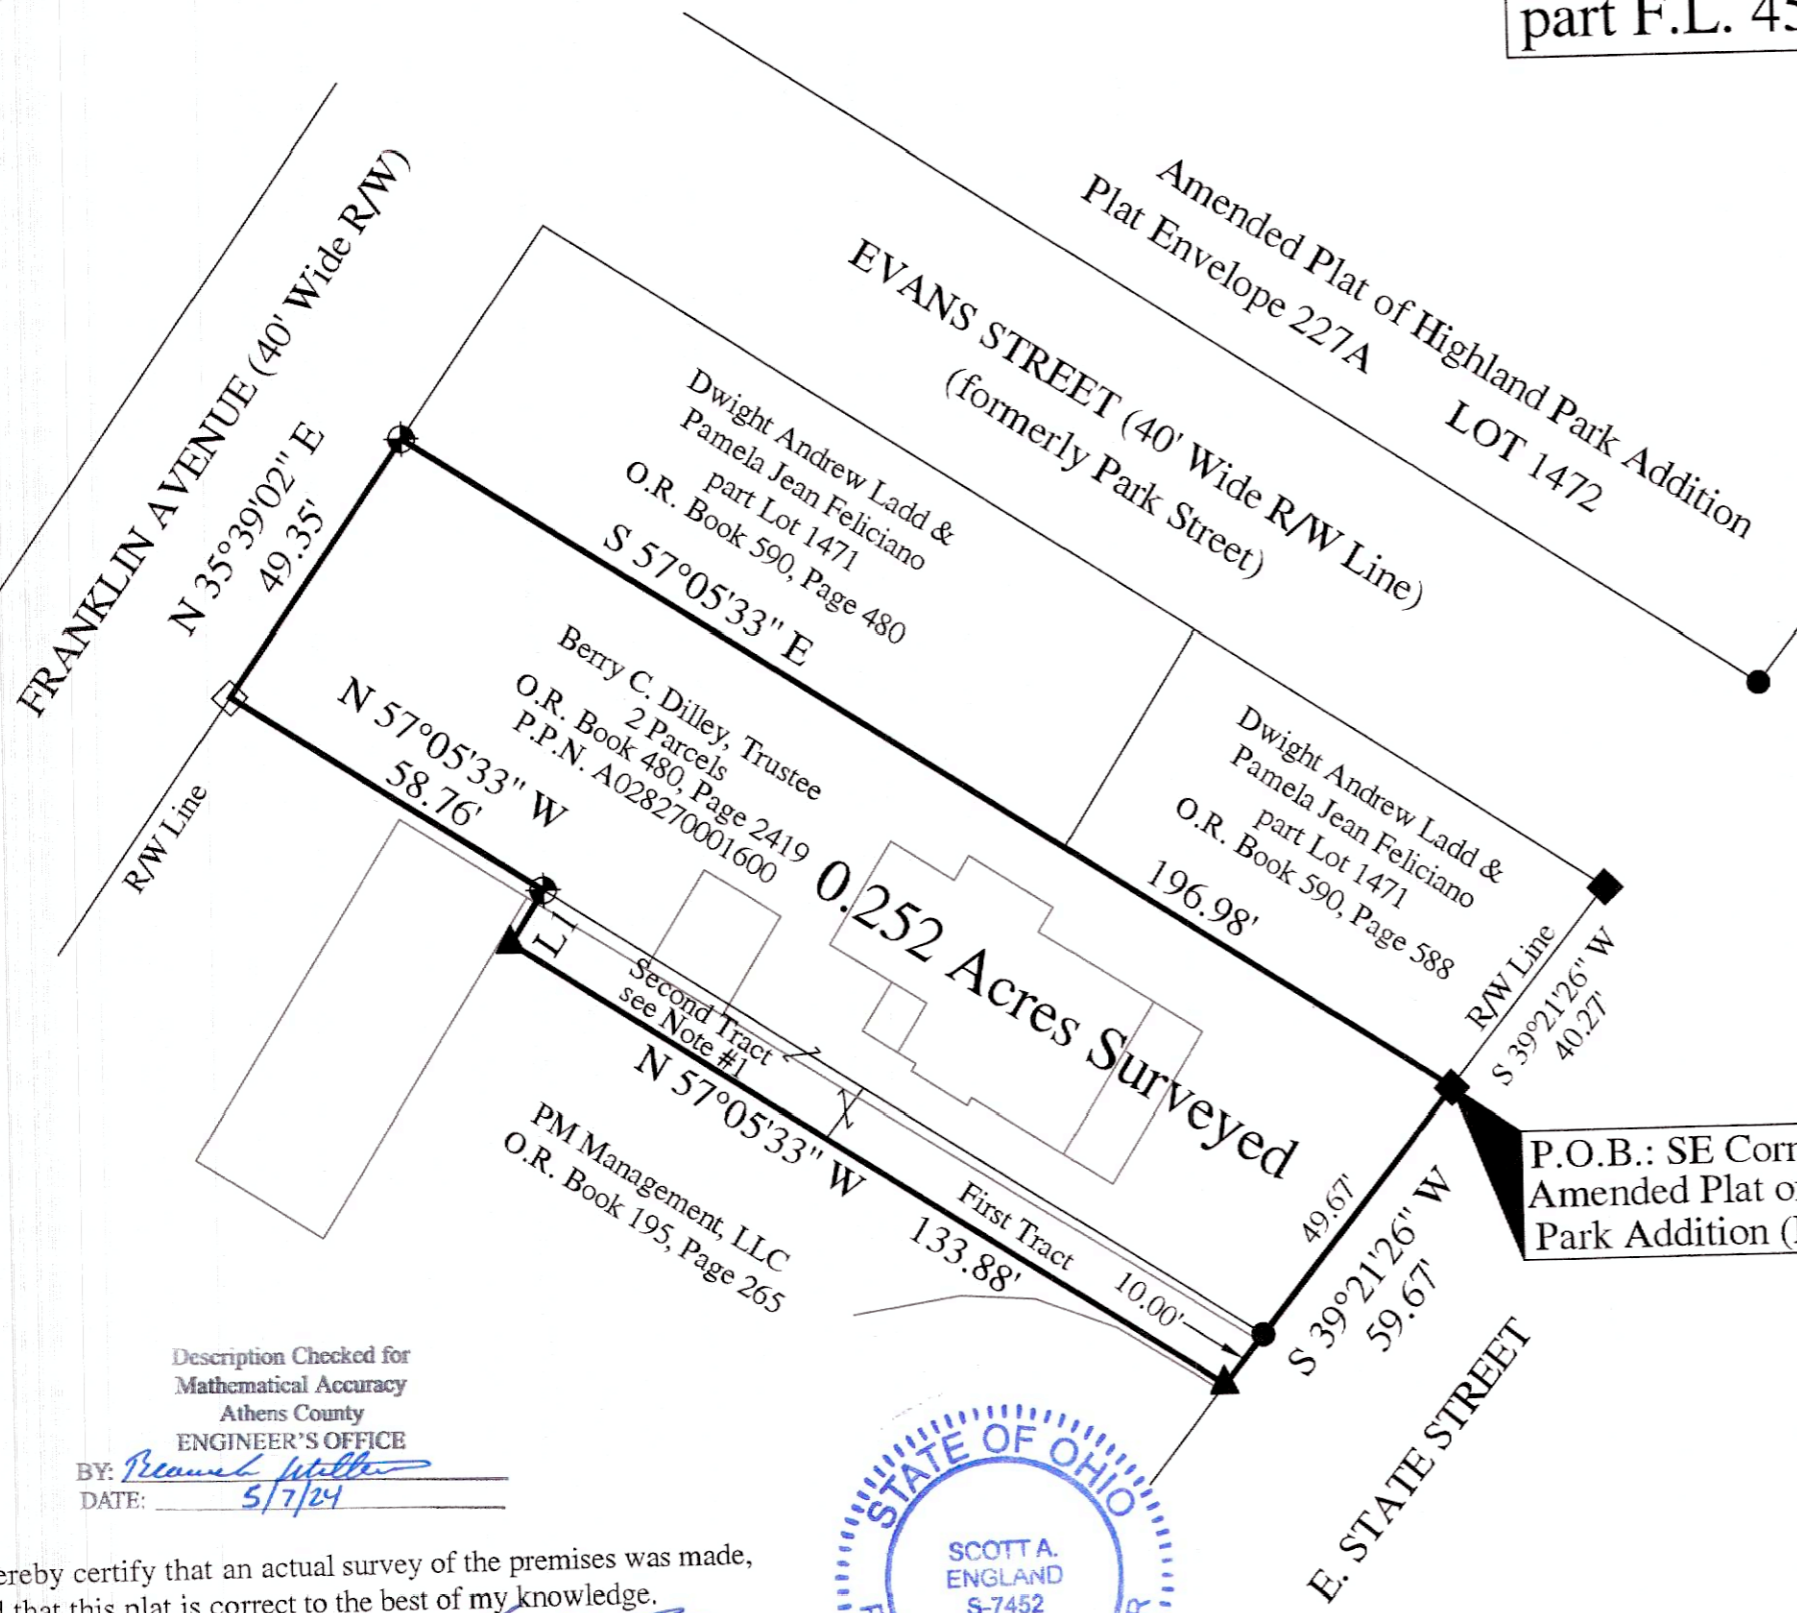 part F.L. 45
Amended Plat of Highland Park Addition
Plat Envelope 227A
LOT 1472
EVANS STREET (40' Wide R/W Line)
(formerly Park Street)
FRANKLIN AVENUE (40' Wide R/W)
N 35°39'02" E
49.35'
Dwight Andrew Ladd &
Pamela Jean Feliciano
part Lot 1471
O.R. Book 590, Page 480
S 57°05'33" E
196.98'
Dwight Andrew Ladd &
Pamela Jean Feliciano
part Lot 1471
O.R. Book 590, Page 588
R/W Line
S 39°21'26" W
40.27'
Berry C. Dilley, Trustee
2 Parcels
O.R. Book 480, Page 2419
P.P.N. A028270001600
0.252 Acres Surveyed
N 57°05'33" W
58.76'
R/W Line
L1
Second Tract
see Note #1
N 57°05'33" W
133.88'
First Tract
10.00'
49.67'
S 39°21'26" W
59.67'
P.O.B.: SE Corn
Amended Plat o
Park Addition (
PM Management, LLC
O.R. Book 195, Page 265
E. STATE STREET
Description Checked for
Mathematical Accuracy
Athens County
ENGINEER'S OFFICE
BY:
DATE: 5/7/24
ereby certify that an actual survey of the premises was made,
that this plat is correct to the best of my knowledge.
STATE OF OHIO
SCOTT A.
ENGLAND
S-7452